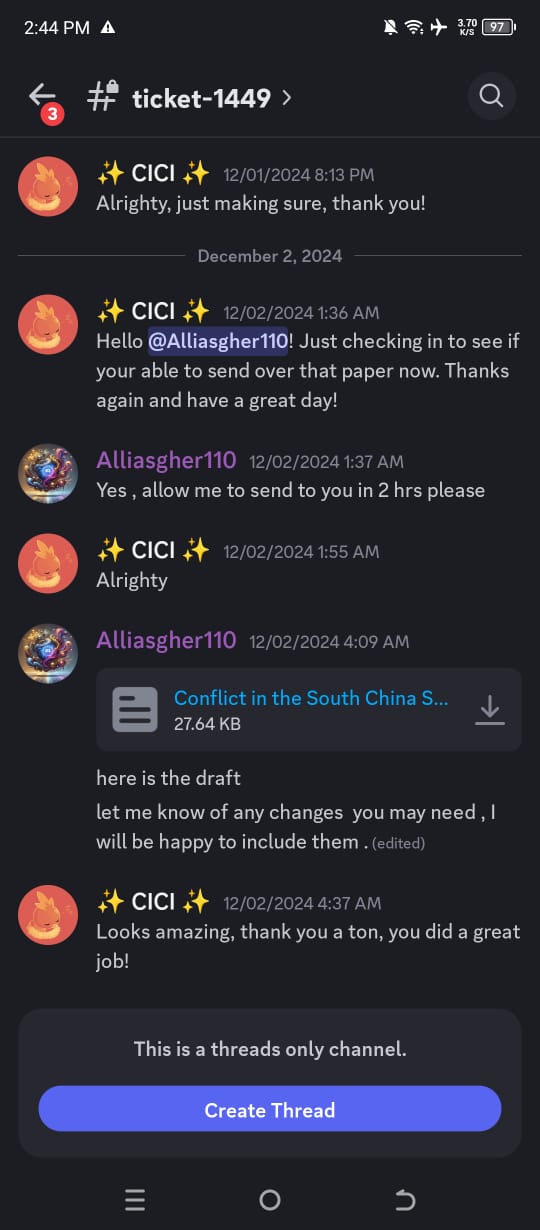 2:44 PM
3.70
K/S
97
3
ticket-1449
✨ CICI ✨ 12/01/2024 8:13 PM
Alrighty, just making sure, thank you!
December 2, 2024
✨ CICI ✨ 12/02/2024 1:36 AM
Hello @Alliasgher110! Just checking in to see if
your able to send over that paper now. Thanks
again and have a great day!
Alliasgher110 12/02/2024 1:37 AM
Yes , allow me to send to you in 2 hrs please
✨ CICI ✨ 12/02/2024 1:55 AM
Alrighty
Alliasgher110 12/02/2024 4:09 AM
Conflict in the South China S...
27.64 KB
here is the draft
let me know of any changes  you may need , I
will be happy to include them . (edited)
✨ CICI ✨ 12/02/2024 4:37 AM
Looks amazing, thank you a ton, you did a great
job!
This is a threads only channel.
Create Thread